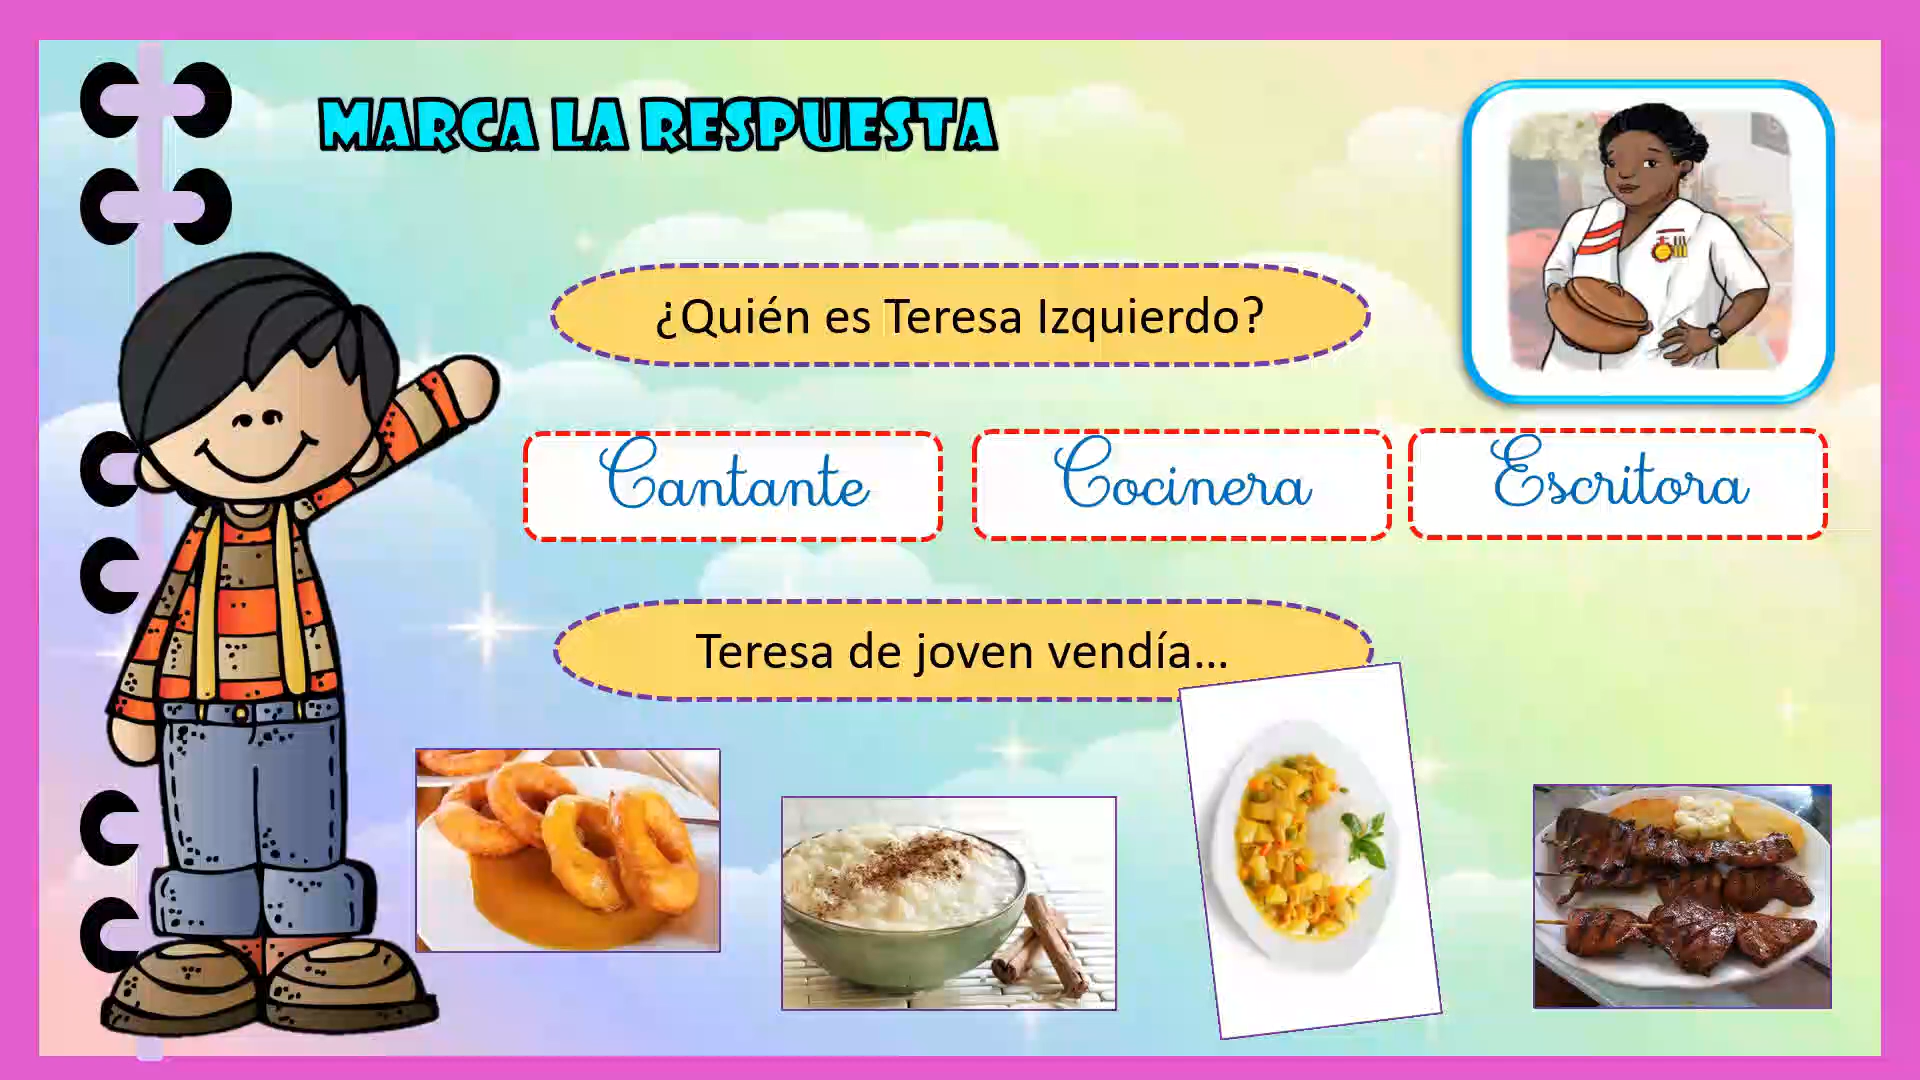 MARCA LA RESPUESTA
¿Quién es Teresa Izquierdo?
Cantante
Cocinera
Escritora
Teresa de joven vendía...